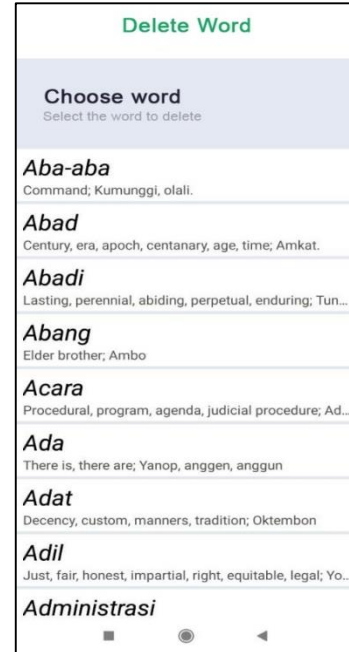 Delete Word
Choose word
Select the word to delete
Aba-aba
Command; Kumunggi, olali.
Abad
Century, era, apoch, centanary, age, time; Amkat.
Abadi
Lasting, perennial, abiding, perpetual, enduring; Tun...
Abang
Elder brother; Ambo
Acara
Procedural, program, agenda, judicial procedure; Ad...
Ada
There is, there are; Yanop, anggen, anggun
Adat
Decency, custom, manners, tradition; Oktembon
Adil
Just, fair, honest, impartial, right, equitable, legal; Yo...
Administrasi